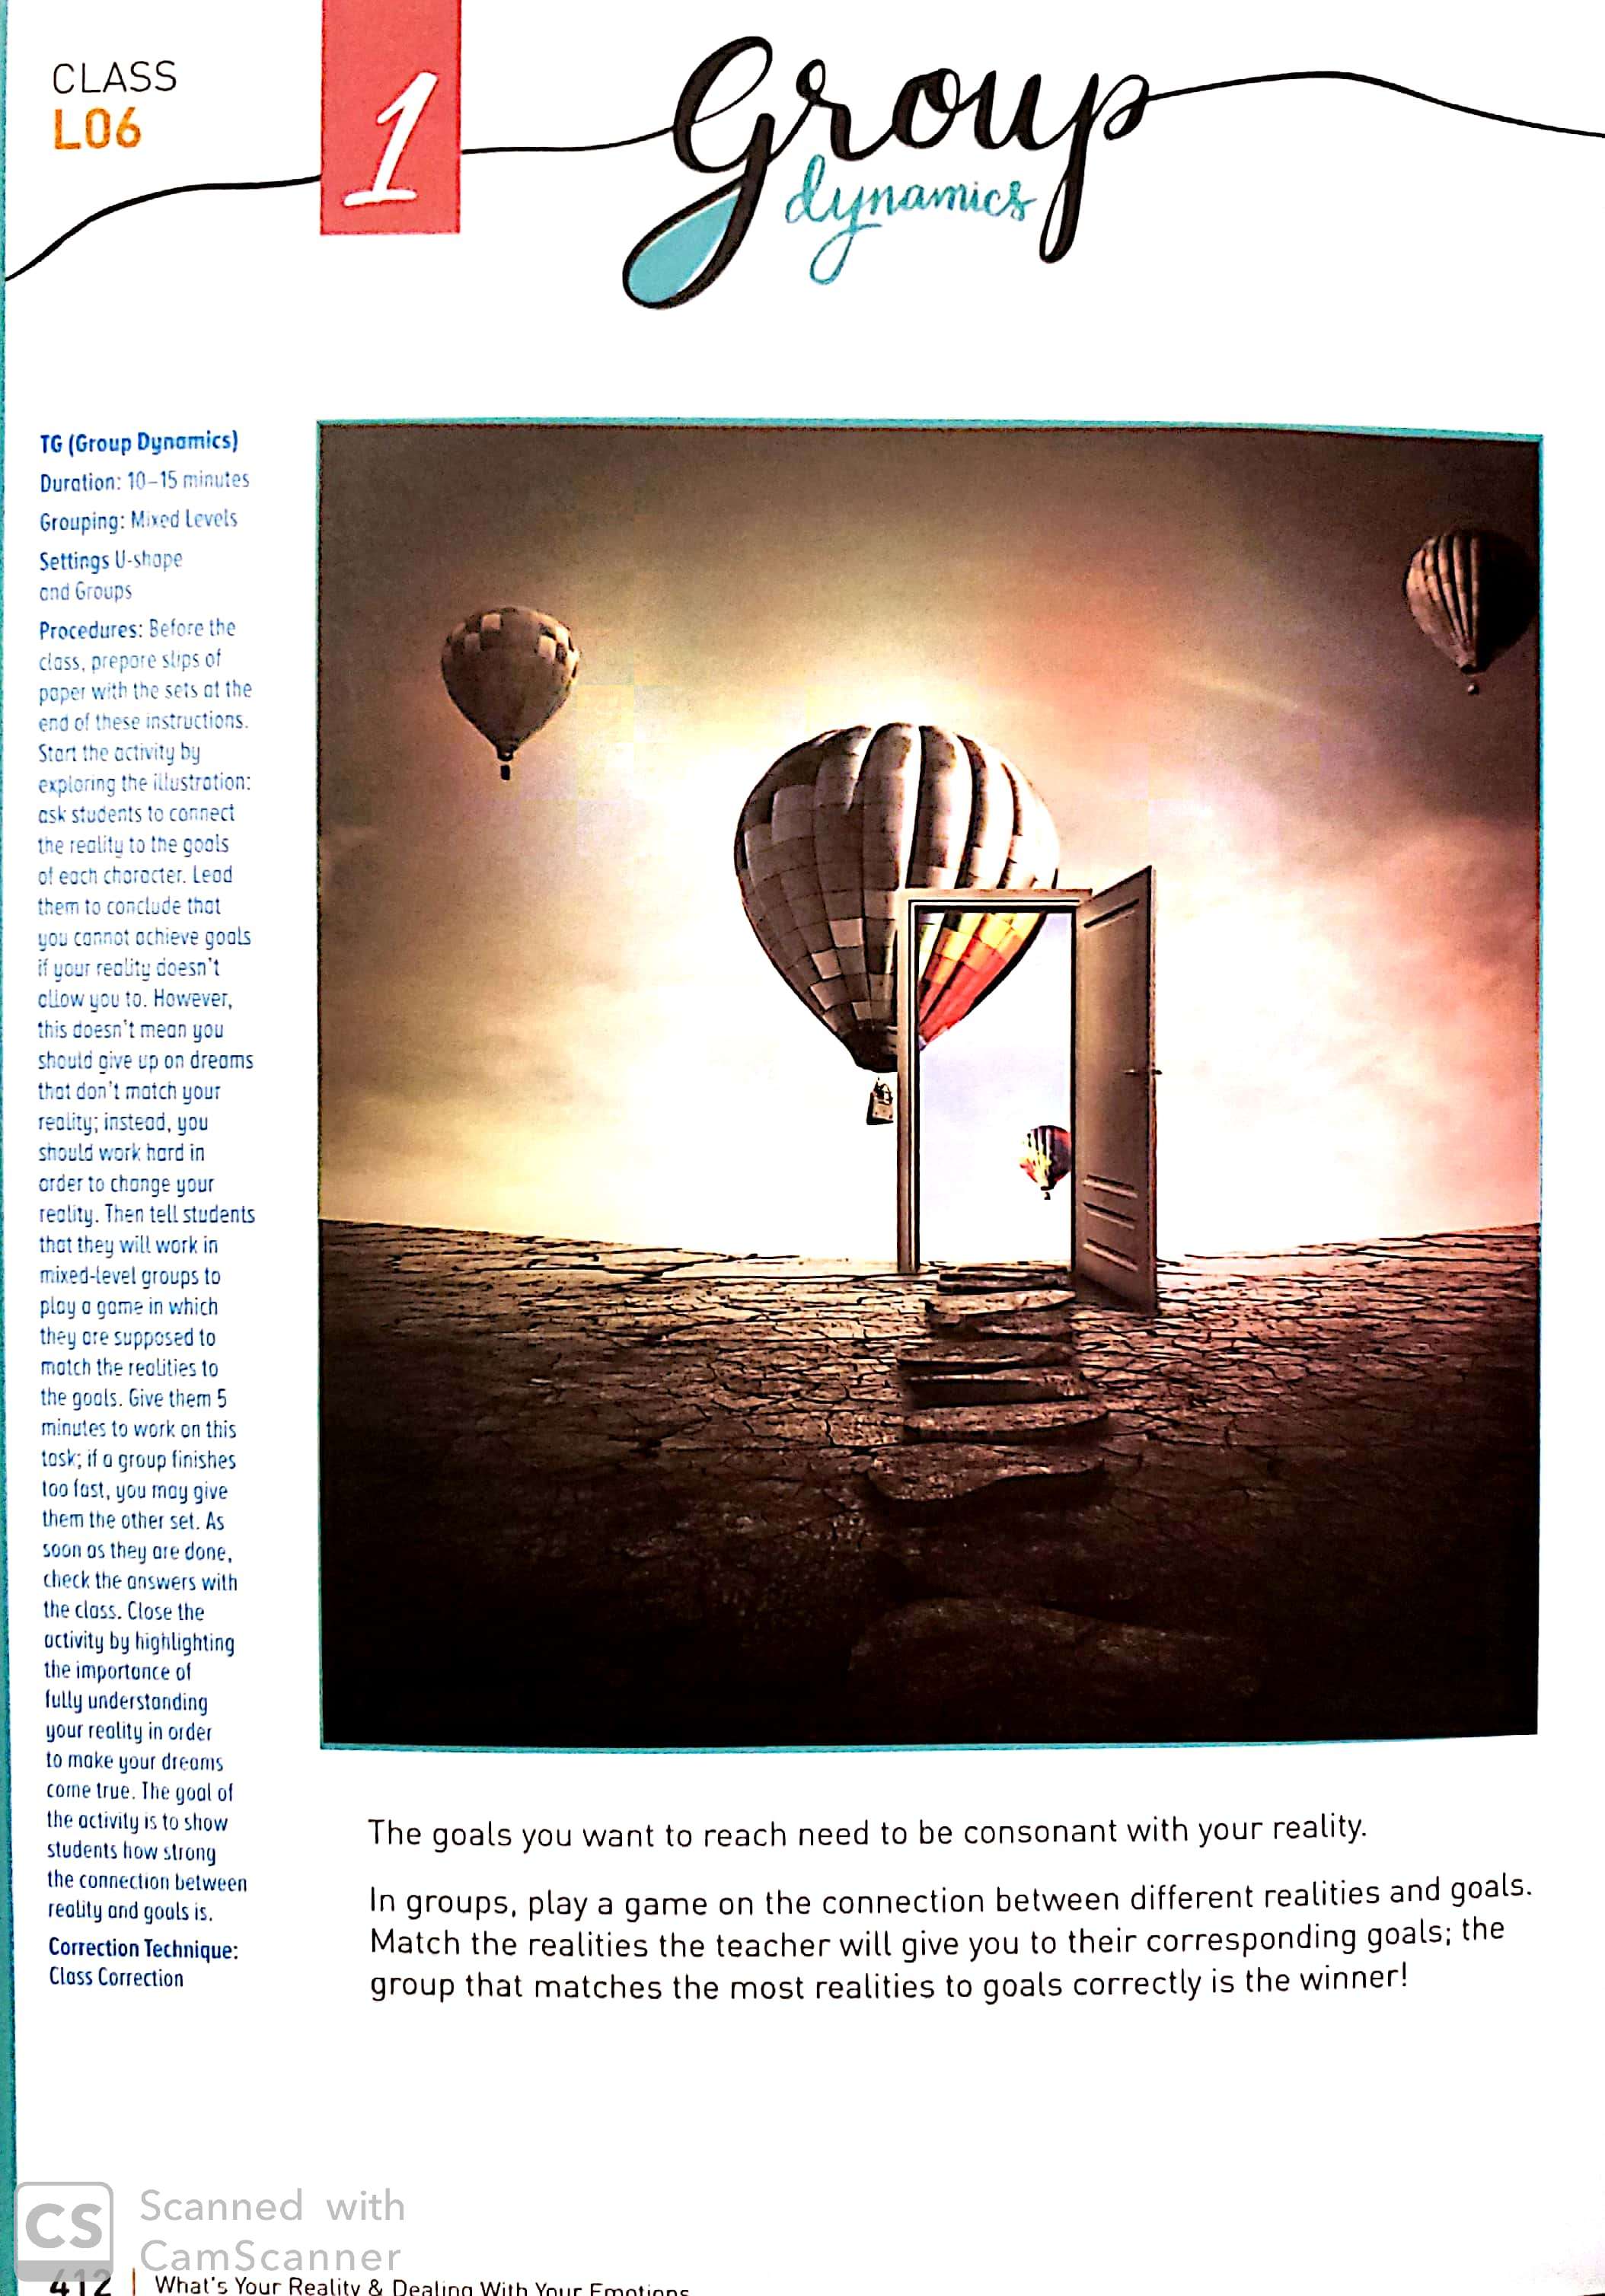 CLASS
L06
1
Group
dynamics
TG (Group Dynamics)
Duration: 10–15 minutes
Grouping: Mixed Levels
Settings U-shape
and Groups
Procedures: Before the
class, prepare slips of
paper with the sets at the
end of these instructions.
Start the activity by
exploring the illustration:
ask students to connect
the reality to the goals
of each character. Lead
them to conclude that
you cannot achieve goals
if your reality doesn't
allow you to. However,
this doesn't mean you
should give up on dreams
that don't match your
reality; instead, you
should work hard in
order to change your
reality. Then tell students
that they will work in
mixed-level groups to
play a game in which
they are supposed to
match the realities to
the goals. Give them 5
minutes to work on this
task; if a group finishes
too fast, you may give
them the other set. As
soon as they are done,
check the answers with
the class. Close the
activity by highlighting
the importance of
fully understanding
your reality in order
to make your dreams
come true. The goal of
the activity is to show
students how strong
the connection between
reality and goals is.
Correction Technique:
Class Correction
The goals you want to reach need to be consonant with your reality.
In groups, play a game on the connection between different realities and goals.
Match the realities the teacher will give you to their corresponding goals; the
group that matches the most realities to goals correctly is the winner!
CS Scanned with
CamScanner
412 | What's Your Reality & Dealing With Your Emotions